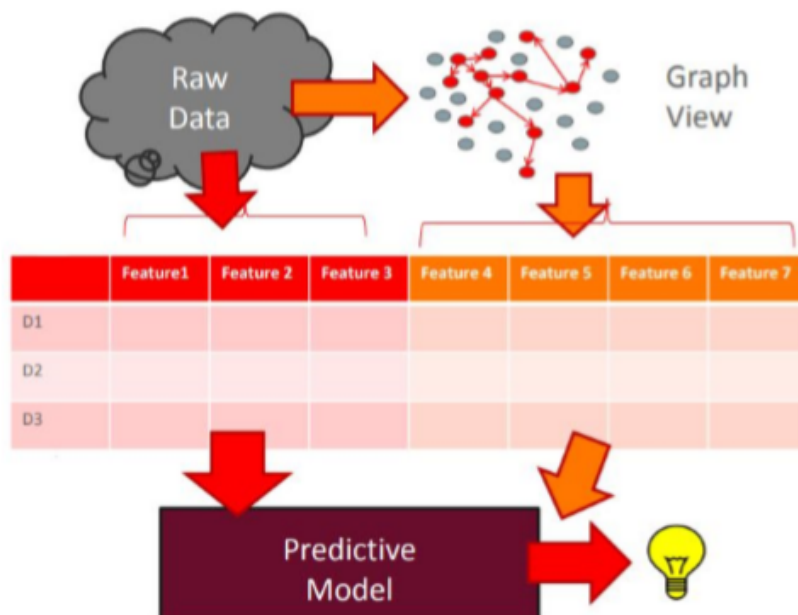 Raw
Data
Graph
View
Feature1 Feature 2 Feature 3 Feature 4 Feature 5 Feature 6 Feature 7
D1
D2
D3
Predictive
Model